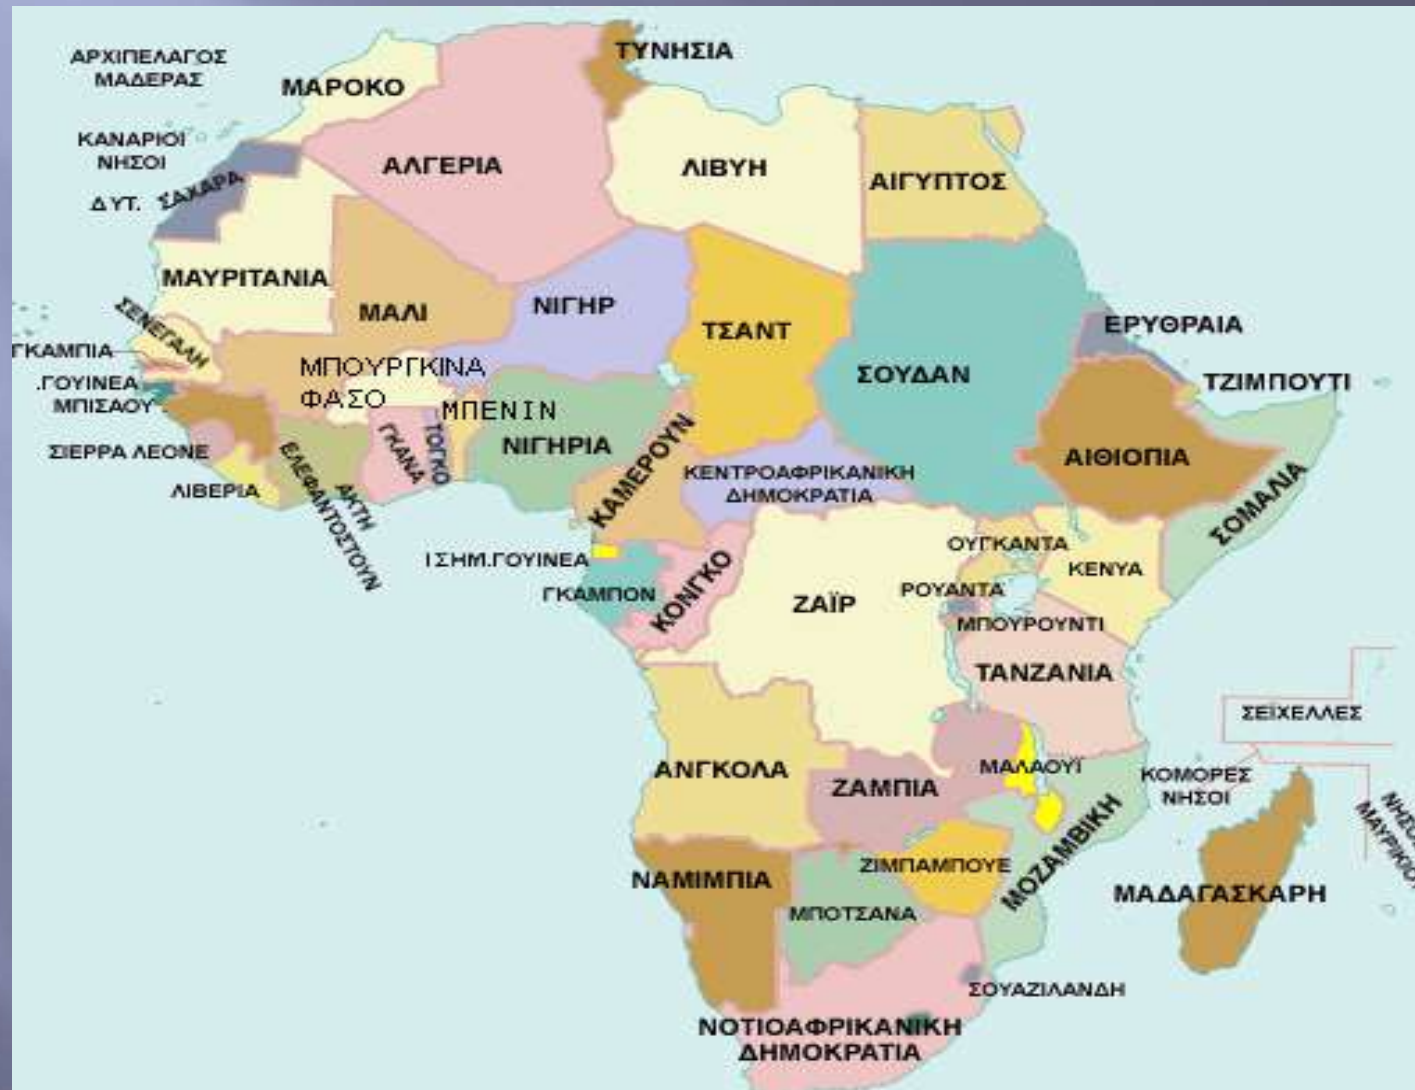 ΑΡΧΙΠΕΛΑΓΟΣ
ΜΑΔΕΡΑΣ
ΤΥΝΗΣΙΑ
ΜΑΡΟΚΟ
ΚΑΝΑΡΙΟΙ
ΝΗΣΟΙ
ΑΛΓΕΡΙΑ
ΛΙΒΥΗ
ΑΙΓΥΠΤΟΣ
ΔΥΤ. ΣΑΧΑΡΑ
ΜΑΥΡΙΤΑΝΙΑ
ΜΑΛΙ
ΝΙΓΗΡ
ΤΣΑΝΤ
ΣΟΥΔΑΝ
ΕΡΥΘΡΑΙΑ
ΣΕΝΕΓΑΛΗ
ΓΚΑΜΠΙΑ
.ΓΟΥΙΝΕΑ
ΜΠΙΣΑΟΥ
ΜΠΟΥΡΓΚΙΝΑ
ΦΑΣΟ
ΜΠΕΝΙΝ
ΤΖΙΜΠΟΥΤΙ
ΣΙΕΡΡΑ ΛΕΟΝΕ
ΛΙΒΕΡΙΑ
ΑΚΤΗ
ΕΛΕΦΑΝΤΟΣΤΟΥΝ
ΓΚΑΝΑ
ΤΟΓΚΟ
ΝΙΓΗΡΙΑ
ΚΑΜΕΡΟΥΝ
ΚΕΝΤΡΟΑΦΡΙΚΑΝΙΚΗ
ΔΗΜΟΚΡΑΤΙΑ
ΑΙΘΙΟΠΙΑ
ΣΟΜΑΛΙΑ
ΙΣΗΜ.ΓΟΥΙΝΕΑ
ΓΚΑΜΠΟΝ
ΚΟΝΓΚΟ
ΖΑΪΡ
ΟΥΓΚΑΝΤΑ
ΚΕΝΥΑ
ΡΟΥΑΝΤΑ
ΜΠΟΥΡΟΥΝΤΙ
ΤΑΝΖΑΝΙΑ
ΣΕΪΧΕΛΛΕΣ
ΑΝΓΚΟΛΑ
ΖΑΜΠΙΑ
ΜΑΛΑΟΥΪ
ΚΟΜΟΡΕΣ
ΝΗΣΟΙ
ΜΑΥΡΙΚΙΟΥ
ΝΑΜΙΜΠΙΑ
ΖΙΜΠΑΜΠΟΥΕ
ΜΟΖΑΜΒΙΚΗ
ΜΠΟΤΣΑΝΑ
ΜΑΔΑΓΑΣΚΑΡΗ
ΣΟΥΑΖΙΛΑΝΔΗ
ΝΟΤΙΟΑΦΡΙΚΑΝΙΚΗ
ΔΗΜΟΚΡΑΤΙΑ